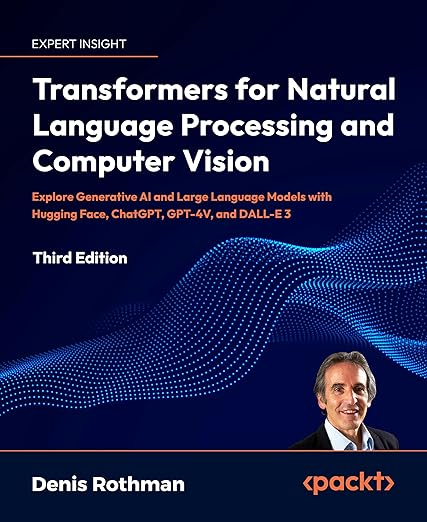 EXPERT INSIGHT
Transformers for Natural
Language Processing and
Computer Vision
Explore Generative AI and Large Language Models with
Hugging Face, ChatGPT, GPT-4V, and DALL-E 3
Third Edition
Denis Rothman
<packt>